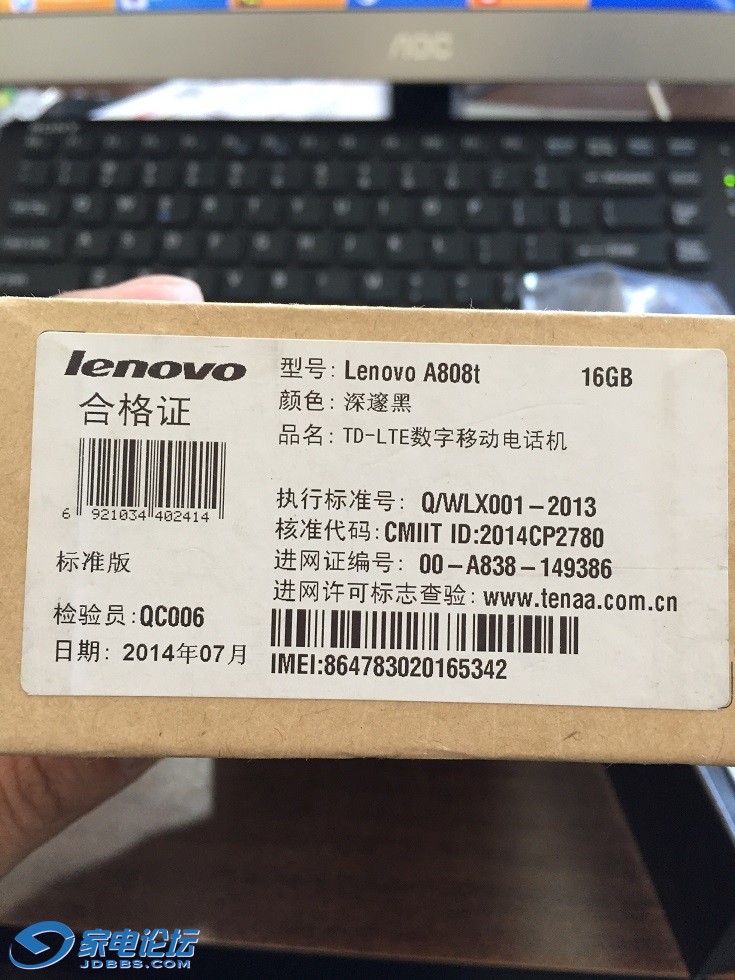 AOC
SONY
lenovo
合格证
6 921034 402414
标准版
检验员:QC006
日期: 2014年07月
型号: Lenovo A808t 16GB
颜色: 深邃黑
品名: TD-LTE数字移动电话机
执行标准号: Q/WLX001-2013
核准代码:CMIIT ID:2014CP2780
进网证编号: 00-A838-149386
进网许可标志查验: www.tenaa.com.cn
IMEI:864783020165342
家电论坛
JDBBS.COM